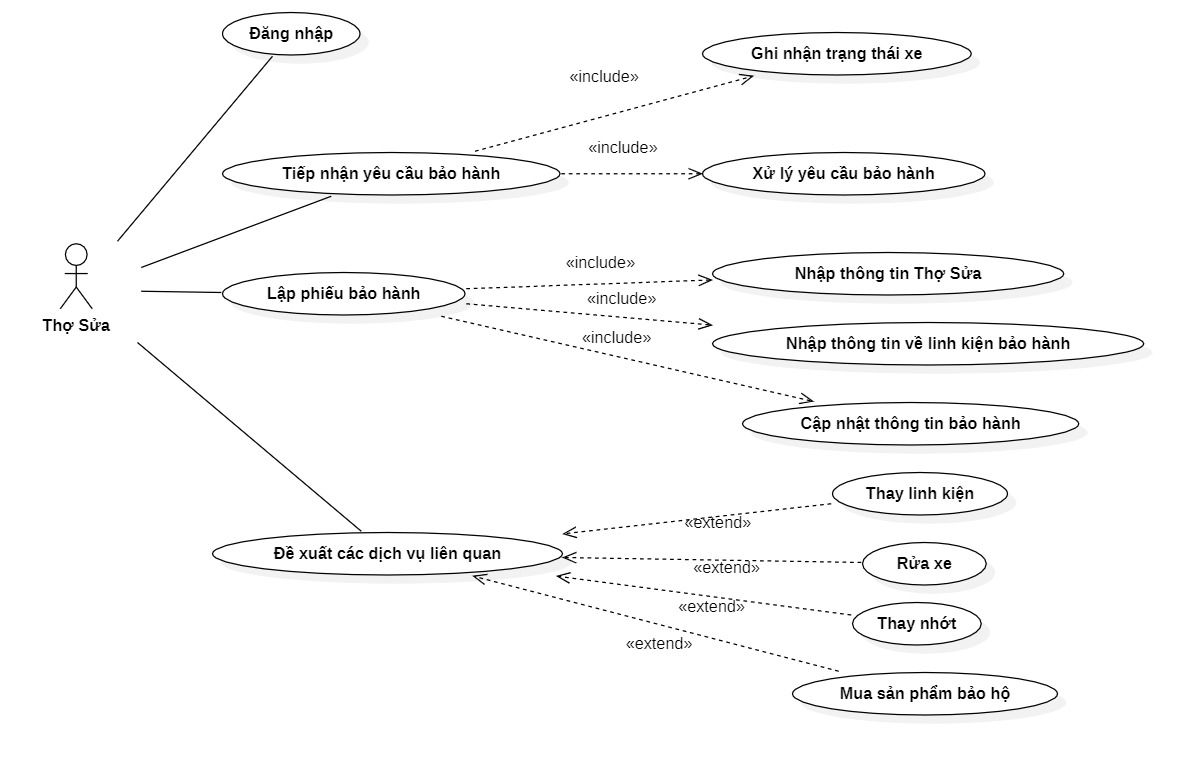 Đăng nhập
Ghi nhận trạng thái xe
«include»
«include»
Tiếp nhận yêu cầu bảo hành
Xử lý yêu cầu bảo hành
Thợ Sửa
«include»
Nhập thông tin Thợ Sửa
Lập phiếu bảo hành
«include»
«include»
Nhập thông tin về linh kiện bảo hành
Cập nhật thông tin bảo hành
Thay linh kiện
«extend»
Đề xuất các dịch vụ liên quan
Rửa xe
«extend»
«extend»
Thay nhớt
«extend»
Mua sản phẩm bảo hộ